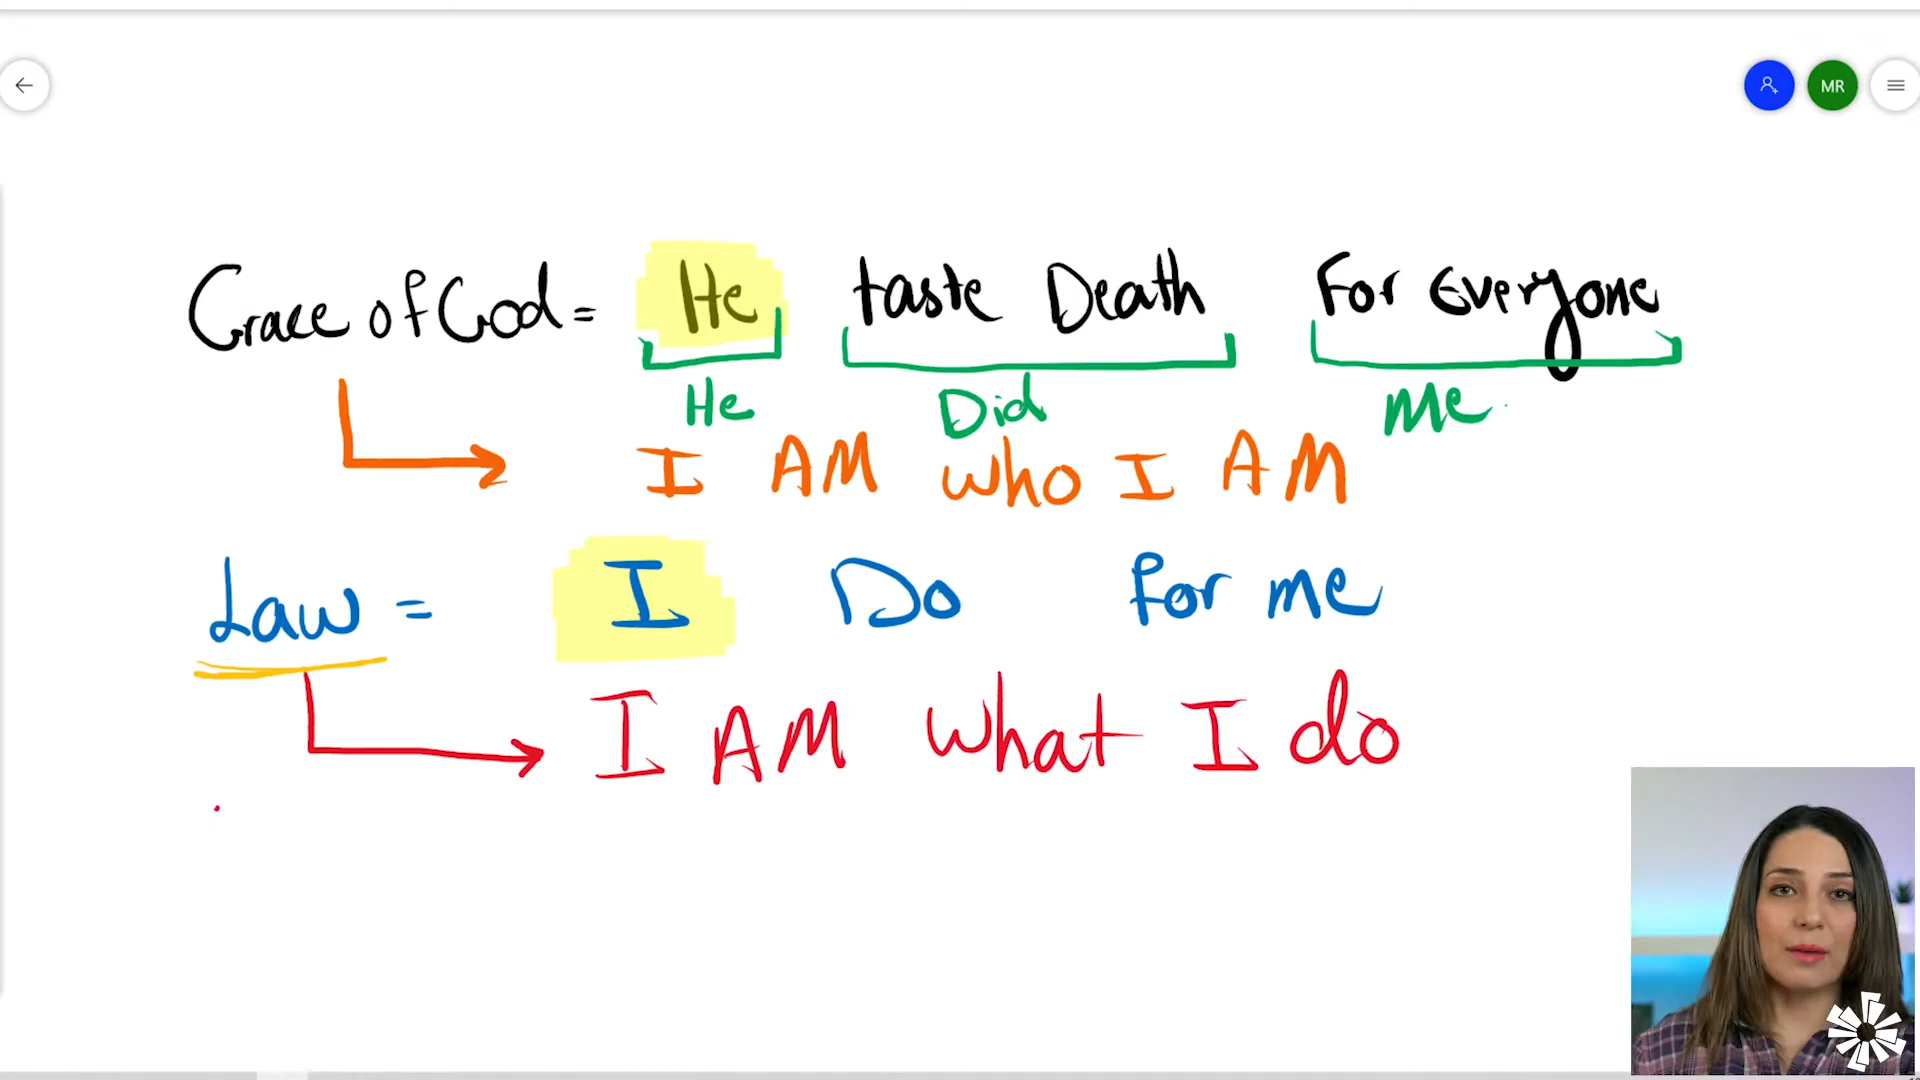 MR
Grace of God = He taste Death For Everyone
He Did Me
I AM who I AM
Law = I Do for me
I AM what I do